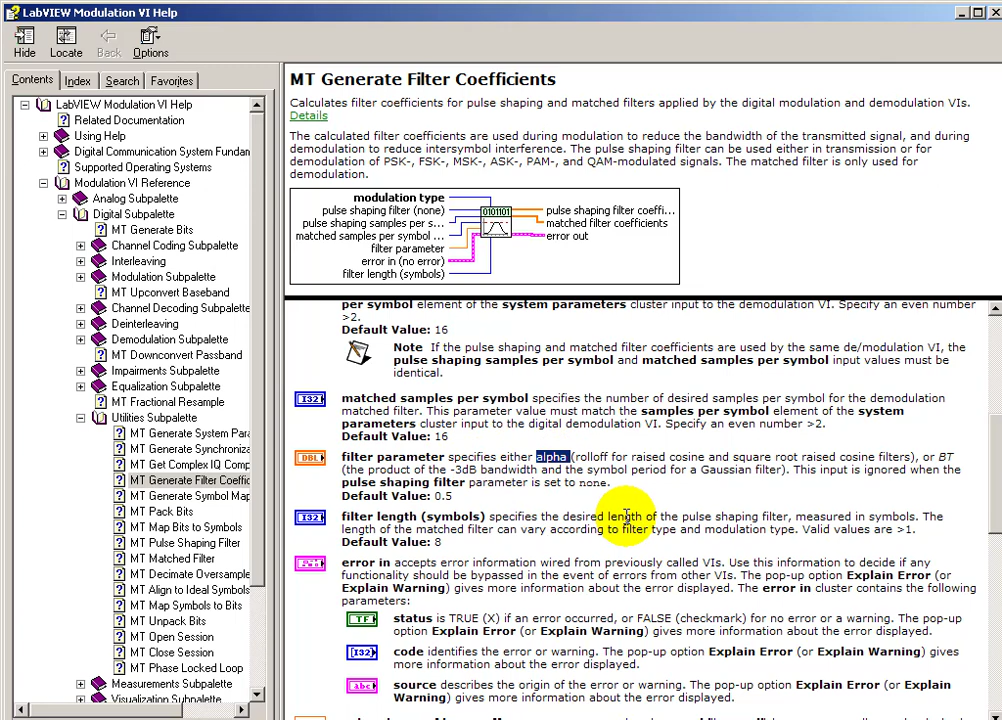 LabVIEW Modulation VI Help
Hide Locate Back Options
Contents Index Search Favorites
LabVIEW Modulation VI Help
Related Documentation
Using Help
Digital Communication System Fundan
Supported Operating Systems
Modulation VI Reference
Analog Subpalette
Digital Subpalette
MT Generate Bits
Channel Coding Subpalette
Interleaving
Modulation Subpalette
MT Upconvert Baseband
Channel Decoding Subpalette
Deinterleaving
Demodulation Subpalette
MT Downconvert Passband
Impairments Subpalette
Equalization Subpalette
MT Fractional Resample
Utilities Subpalette
MT Generate System Para
MT Generate Synchroniza
MT Get Complex IQ Comp
MT Generate Filter Coeffic
MT Generate Symbol Map
MT Pack Bits
MT Map Bits to Symbols
MT Pulse Shaping Filter
MT Matched Filter
MT Decimate Oversample
MT Align to Ideal Symbols
MT Map Symbols to Bits
MT Unpack Bits
MT Open Session
MT Close Session
MT Phase Locked Loop
Measurements Subpalette
Visualization Subpalette
MT Generate Filter Coefficients
Calculates filter coefficients for pulse shaping and matched filters applied by the digital modulation and demodulation VIs.
Details
The calculated filter coefficients are used during modulation to reduce the bandwidth of the transmitted signal, and during
demodulation to reduce intersymbol interference. The pulse shaping filter can be used either in transmission or for
demodulation of PSK-, FSK-, MSK-, ASK-, PAM-, and QAM-modulated signals. The matched filter is only used for
demodulation.
modulation type
pulse shaping filter (none)
pulse shaping samples per s...
matched samples per symbol ...
filter parameter
error in (no error)
filter length (symbols)
0101101
pulse shaping filter coeffi...
matched filter coefficients
error out
per symbol element of the system parameters cluster input to the demodulation VI. Specify an even number
>2.
Default Value: 16
Note If the pulse shaping and matched filter coefficients are used by the same de/modulation VI, the
pulse shaping samples per symbol and matched samples per symbol input values must be
identical.
I32 matched samples per symbol specifies the number of desired samples per symbol for the demodulation
matched filter. This parameter value must match the samples per symbol element of the system
parameters cluster input to the digital demodulation VI. Specify an even number >2.
Default Value: 16
DBL filter parameter specifies either alpha (rolloff for raised cosine and square root raised cosine filters), or BT
(the product of the -3dB bandwidth and the symbol period for a Gaussian filter). This input is ignored when the
pulse shaping filter parameter is set to none.
Default Value: 0.5
I32 filter length (symbols) specifies the desired length of the pulse shaping filter, measured in symbols. The
length of the matched filter can vary according to filter type and modulation type. Valid values are >1.
Default Value: 8
error in accepts error information wired from previously called VIs. Use this information to decide if any
functionality should be bypassed in the event of errors from other VIs. The pop-up option Explain Error (or
Explain Warning) gives more information about the error displayed. The error in cluster contains the following
parameters:
TF status is TRUE (X) if an error occurred, or FALSE (checkmark) for no error or a warning. The pop-up
option Explain Error (or Explain Warning) gives more information about the error displayed.
I32 code identifies the error or warning. The pop-up option Explain Error (or Explain Warning) gives
more information about the error displayed.
abc source describes the origin of the error or warning. The pop-up option Explain Error (or Explain
Warning) gives more information about the error displayed.